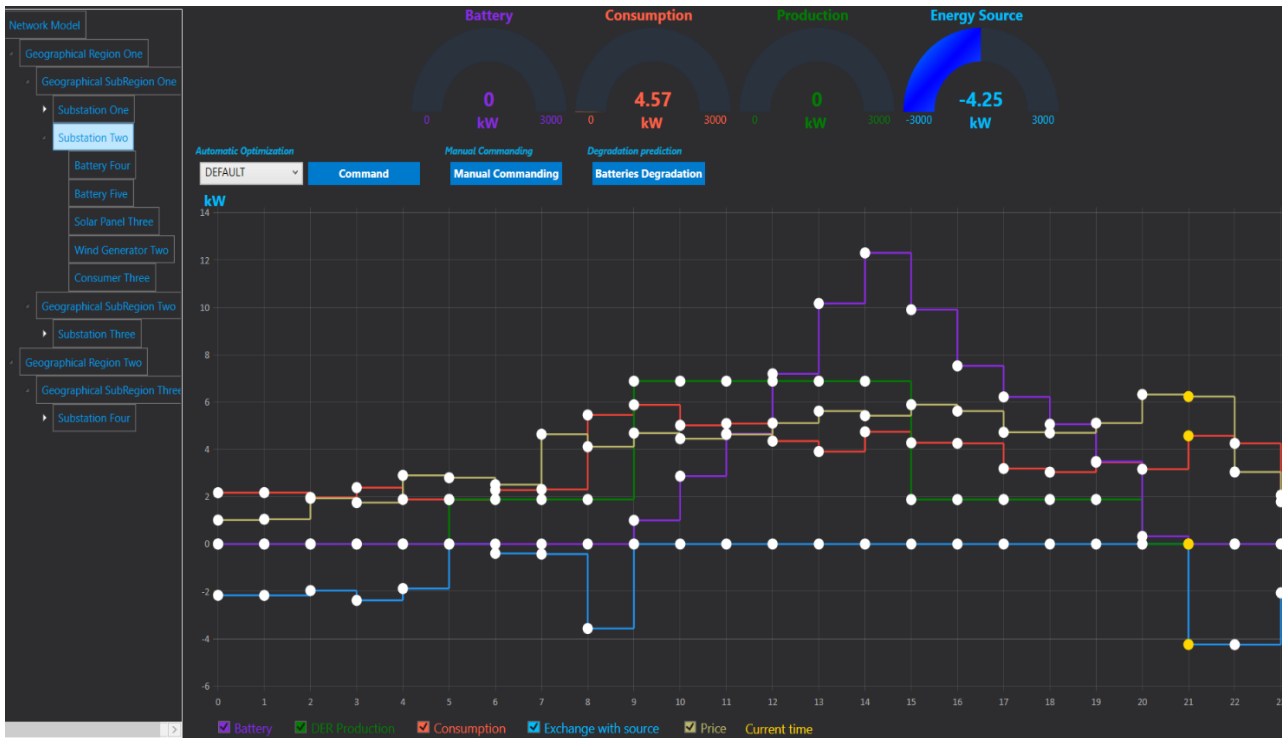 Network Model
Geographical Region One
Geographical SubRegion One
Substation One
Substation Two
Battery Four
Battery Five
Solar Panel Three
Wind Generator Two
Consumer Three
Geographical SubRegion Two
Substation Three
Geographical Region Two
Geographical SubRegion Three
Substation Four
Battery Consumption Production Energy Source
0 4.57 0 -4.25
0 kW 3000 0 kW 3000 0 kW 3000 -3000 kW 3000
Automatic Optimization Manual Commanding Degradation prediction
DEFAULT Command Manual Commanding Batteries Degradation
kW
14
12
10
8
6
4
2
0
-2
-4
-6
0 1 2 3 4 5 6 7 8 9 10 11 12 13 14 15 16 17 18 19 20 21 22
Battery DER Production Consumption Exchange with source Price Current time